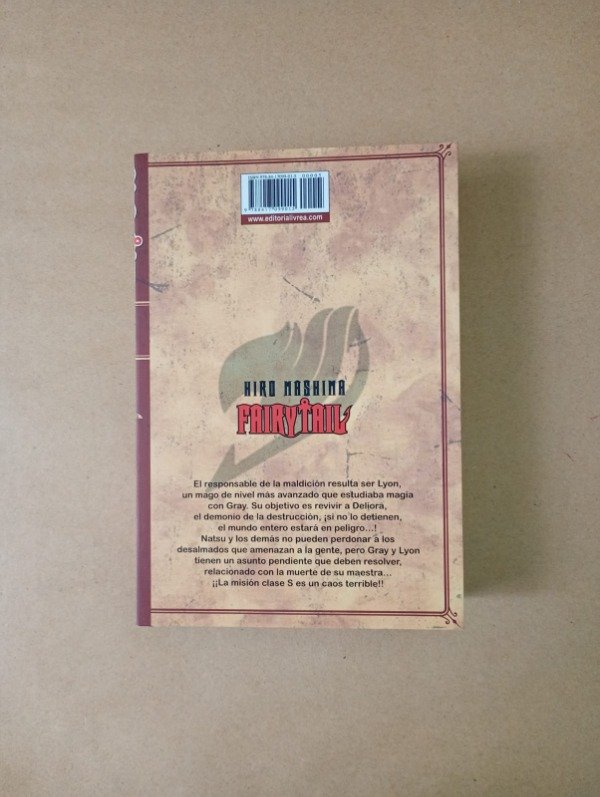 www.editorialivrea.com
HIRO MASHIMA
FAIRY TAIL
El responsable de la maldición resulta ser Lyon,
un mago de nivel más avanzado que estudiaba magia
con Gray. Su objetivo es revivir a Deliora,
el demonio de la destrucción, ¡si no lo detienen,
el mundo entero estará en peligro...!
Natsu y los demás no pueden perdonar a los
desalmados que amenazan a la gente, pero Gray y Lyon
tienen un asunto pendiente que deben resolver,
relacionado con la muerte de su maestra...
¡¡La misión clase S es un caos terrible!!